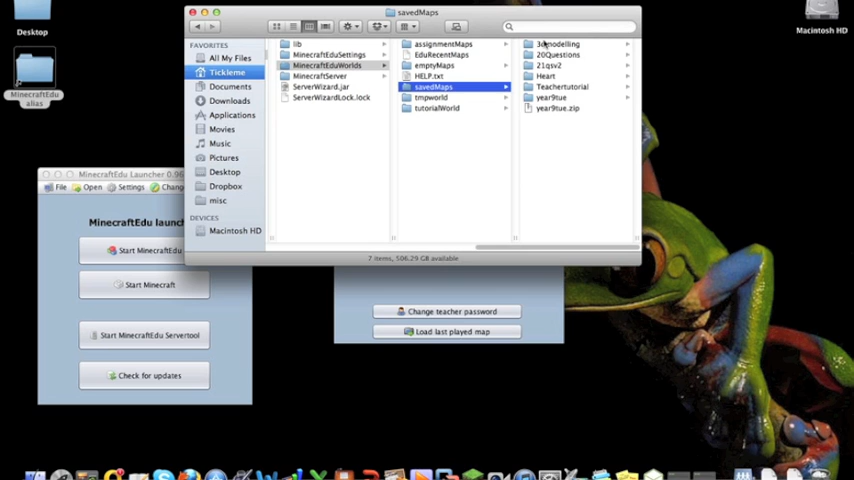 savedMaps
Desktop
Macintosh HD
MinecraftEdu
alias
FAVORITES
All My Files
Tickleme
Documents
Downloads
Applications
Movies
Music
Pictures
Desktop
Dropbox
misc
DEVICES
Macintosh HD
lib
MinecraftEduSettings
MinecraftEduWorlds
MinecraftServer
ServerWizard.jar
ServerWizardLock.lock
assignmentMaps
EduRecentMaps
emptyMaps
HELP.txt
savedMaps
tmpworld
tutorialWorld
20Questions
21qsv2
Heart
Teachertutorial
year9tue
year9tue.zip
7 items, 506.29 GB available
MinecraftEdu Launcher 0.96
File Open Settings
MinecraftEdu
Start MinecraftEdu
Start Minecraft
Start MinecraftEdu Servertool
Check for updates
Change teacher password
Load last played map